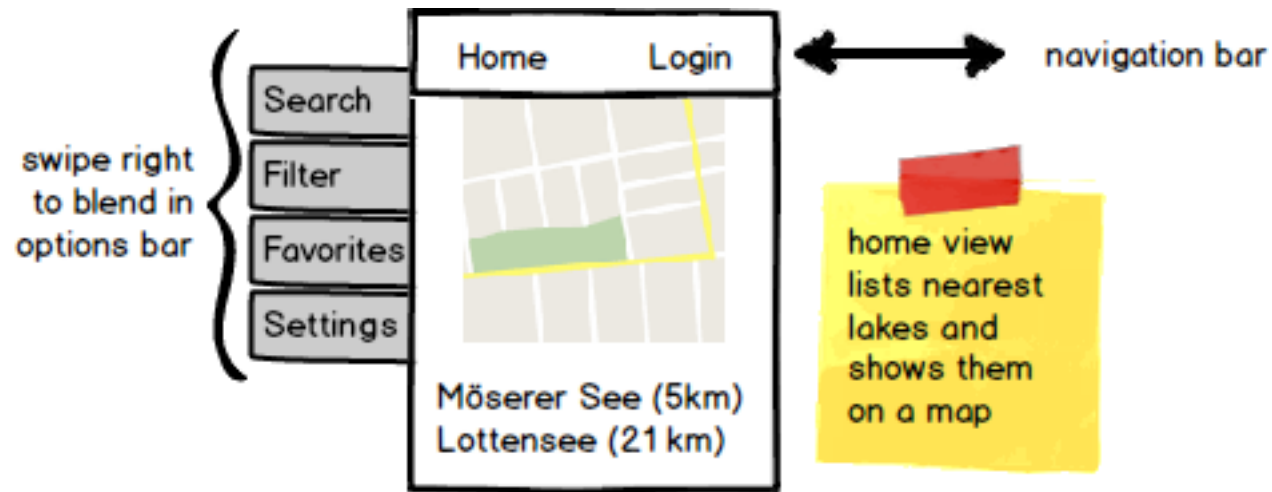 Home Login
navigation bar
Search
Filter
Favorites
Settings
swipe right
to blend in
options bar
Möserer See (5km)
Lottensee (21 km)
home view
lists nearest
lakes and
shows them
on a map